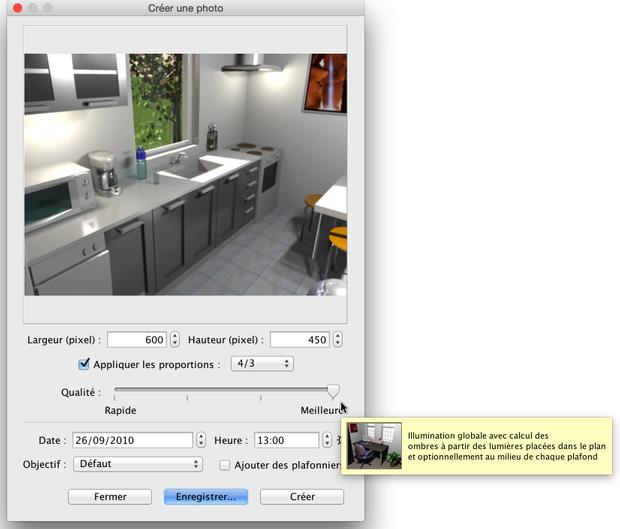 Créer une photo
Largeur (pixel) : 600 Hauteur (pixel) : 450
Appliquer les proportions : 4/3
Qualité :
Rapide Meilleure
Date : 26/09/2010 Heure : 13:00
Objectif : Défaut Ajouter des plafonniers
Illumination globale avec calcul des
ombres à partir des lumières placées dans le plan
et optionnellement au milieu de chaque plafond
Fermer Enregistrer... Créer